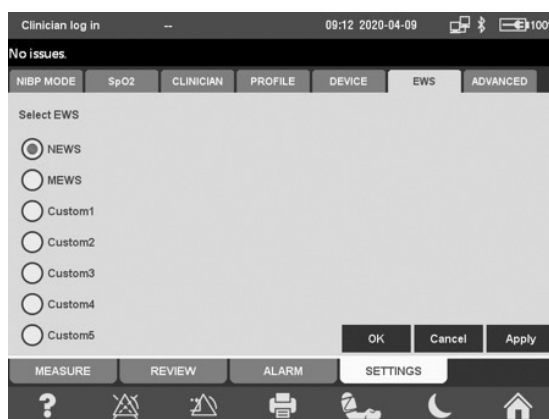 Clinician log in -- 09:12 2020-04-09 100%
No issues.
NIBP MODE SpO2 CLINICIAN PROFILE DEVICE EWS ADVANCED
Select EWS
NEWS
MEWS
Custom1
Custom2
Custom3
Custom4
Custom5
OK Cancel Apply
MEASURE REVIEW ALARM SETTINGS
?